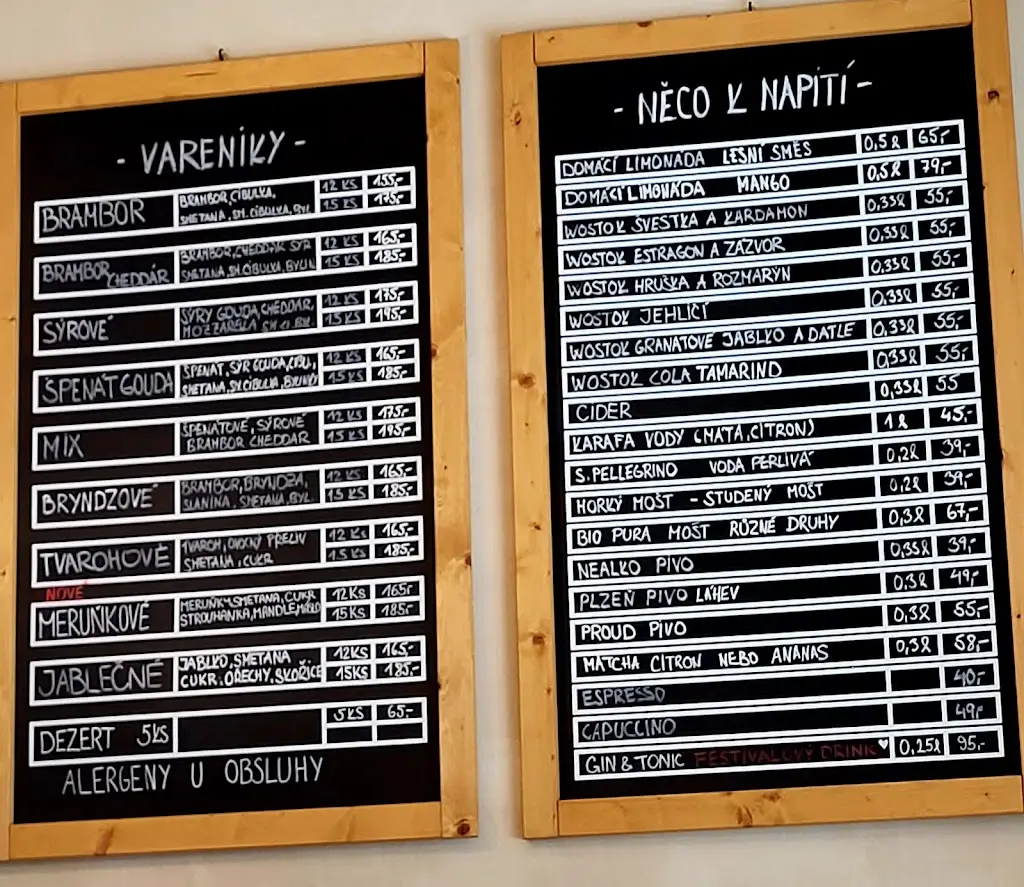 - VARENÍKY -
BRAMBOR BRAMBOR, CIBULKA, 12 KS 155,-
SMETANA, SM. CIBULKA, BYL 15 KS 175,-
BRAMBOR CHEDDÁR BRAMBOR, CHEDDAR SÝR 12 KS 165,-
SMETANA, SM. CIBULKA, BYLIN 15 KS 185,-
SÝROVÉ SÝRY GOUDA, CHEDDAR, 12 KS 175,-
MOZZARELA SM. CI. BYL. 15 KS 195,-
ŠPENÁT GOUDA ŠPENÁT, SÝR GOUDA, CIBU, 12 KS 165,-
SMETANA, SM. CIBULKA, BYLINKY 15 KS 185,-
MIX ŠPENÁTOVÉ, SÝROVÉ 12 KS 175,-
BRAMBOR CHEDDAR 15 KS 195,-
BRYNDZOVÉ BRAMBOR, BRYNDZA, 12 KS 165,-
SLANINA, SMETANA, BYL. 15 KS 185,-
TVAROHOVÉ TVAROH, OVOCNÝ PŘELIV 12 KS 165,-
SMETANA, CUKR 15 KS 185,-
NOVÉ
MERUŇKOVÉ MERUŇKY, SMETANA, CUKR 12KS 165,-
STROUHANKA, MANDLE, MÁSLO 15KS 185,-
JABLEČNÉ JABLKO, SMETANA 12KS 165,-
CUKR, OŘECHY, SKOŘICE 15KS 185,-
DEZERT 5KS 5KS 65,-
ALERGENY U OBSLUHY
- NĚCO K NAPITÍ -
DOMÁCÍ LIMONÁDA LESNÍ SMĚS 0,5l 65,-
DOMÁCÍ LIMONÁDA MANGO 0,5l 79,-
WOSTOK ŠVESTKA A KARDAMON 0,33l 55,-
WOSTOK ESTRAGON A ZÁZVOR 0,33l 55,-
WOSTOK HRUŠKA A ROZMARÝN 0,33l 55,-
WOSTOK JEHLIČÍ 0,33l 55,-
WOSTOK GRANÁTOVÉ JABLKO A DATLE 0,33l 55,-
WOSTOK COLA TAMARIND 0,33l 55,-
CIDER 0,33l 55
KARAFA VODY (MÁTA, CITRON) 1l 45,-
S.PELLEGRINO VODA PERLIVÁ 0,2l 39,-
HORKÝ MOŠT - STUDENÝ MOŠT 0,2l 39,-
BIO PURA MOŠT RŮZNÉ DRUHY 0,3l 67,-
NEALKO PIVO 0,33l 39,-
PLZEŇ PIVO LÁHEV 0,3l 49,-
PROUD PIVO 0,3l 55,-
MATCHA CITRON NEBO ANANAS 0,3l 58,-
ESPRESSO 40,-
CAPUCCINO 49,-
GIN & TONIC FESTIVALOVÝ DRINK ♥ 0,25l 95,-